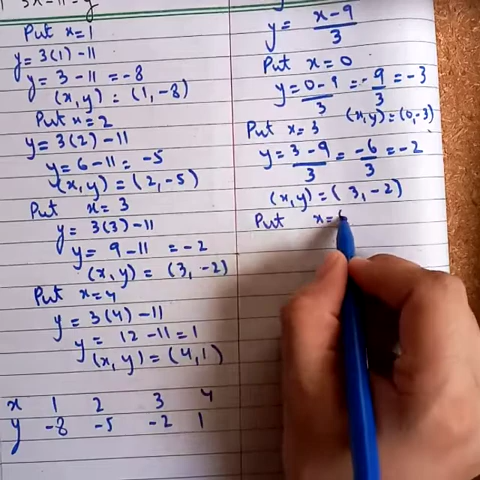 3x-11=y
Put x=1
y=3(1)-11
y=3-11=-8
(x,y)=(1,-8)
Put x=2
y=3(2)-11
y=6-11=-5
(x,y)=(2,-5)
Put x=3
y=3(3)-11
y=9-11=-2
(x,y)=(3,-2)
Put x=4
y=3(4)-11
y=12-11=1
(x,y)=(4,1)
x 1 2 3 4
y -8 -5 -2 1
y=x-9/3
Put x=0
y=0-9/3=-9/3=-3
(x,y)=(0,-3)
Put x=3
y=3-9/3=-6/3=-2
(x,y)=(3,-2)
Put x=